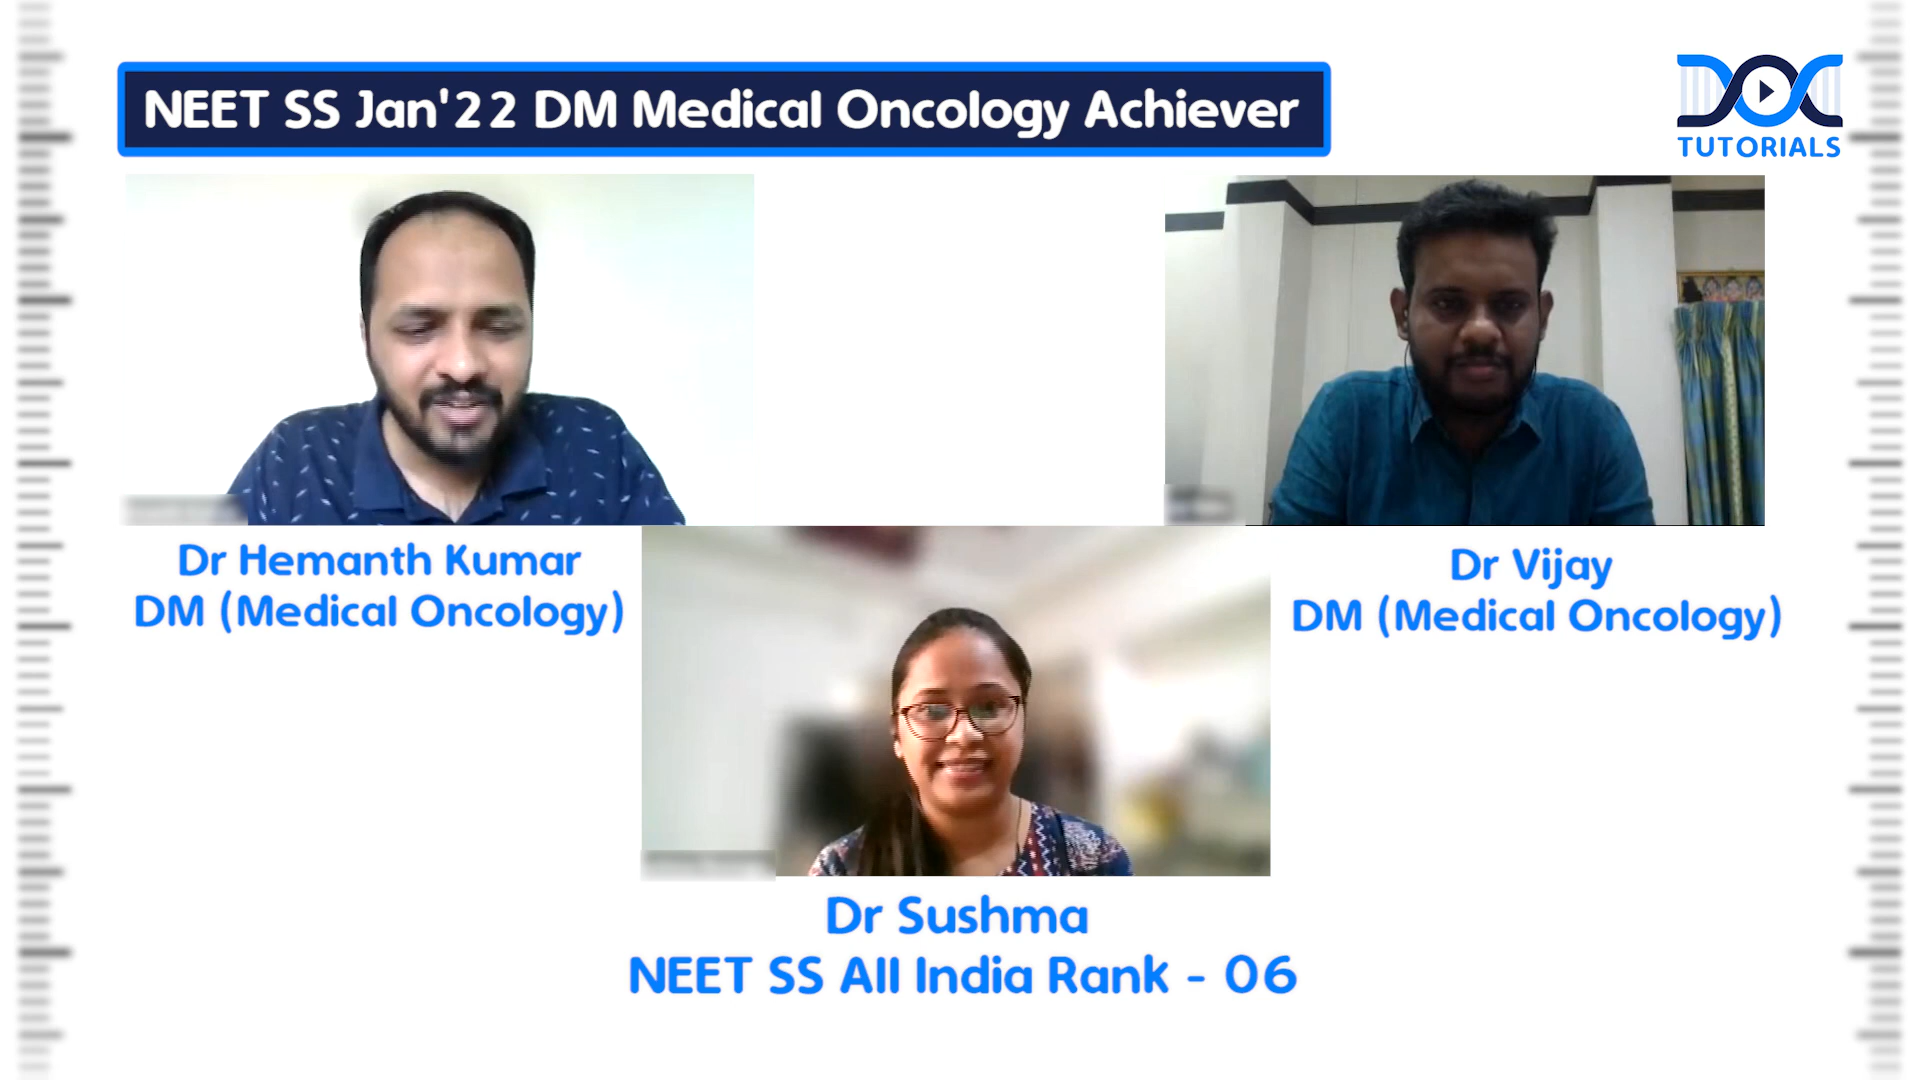 NEET SS Jan'22 DM Medical Oncology Achiever
DOC
TUTORIALS
Dr Hemanth Kumar
DM (Medical Oncology)
Dr Vijay
DM (Medical Oncology)
Dr Sushma
NEET SS All India Rank - 06